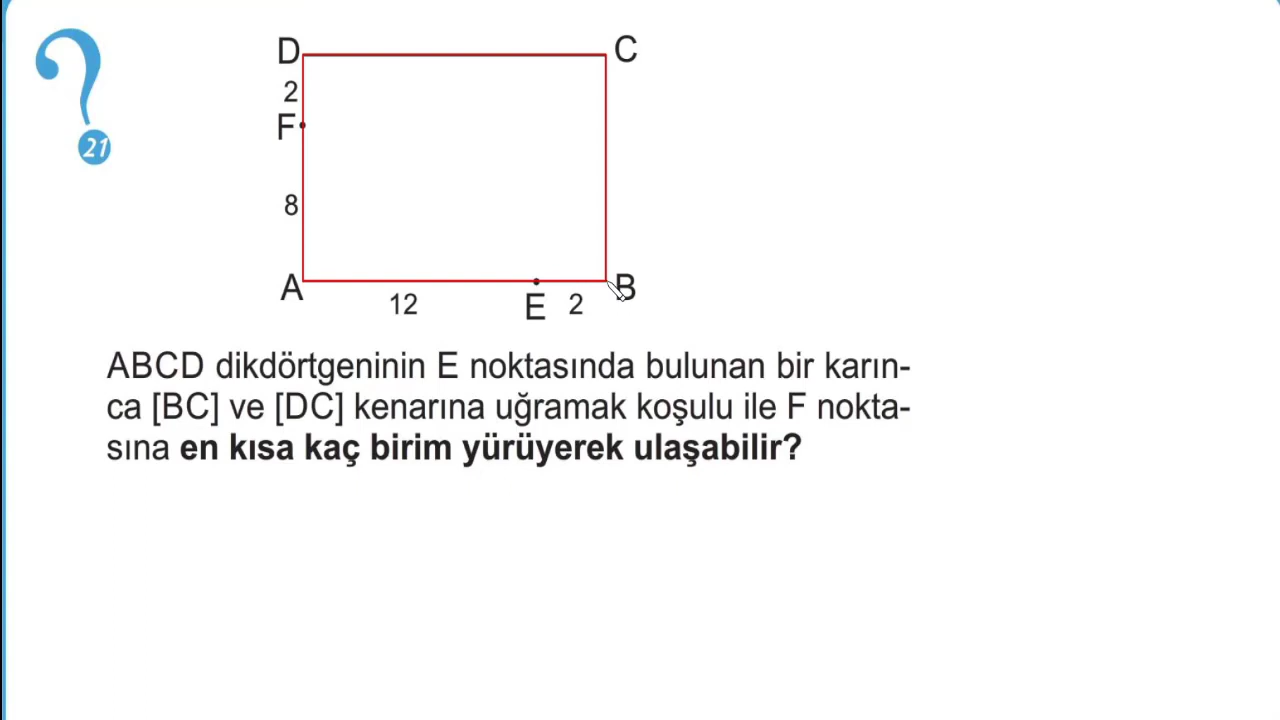 ?
21
D
C
2
F
8
A
B
12
E
2
ABCD dikdörtgeninin E noktasında bulunan bir karın-
ca [BC] ve [DC] kenarına uğramak koşulu ile F nokta-
sına en kısa kaç birim yürüyerek ulaşabilir?